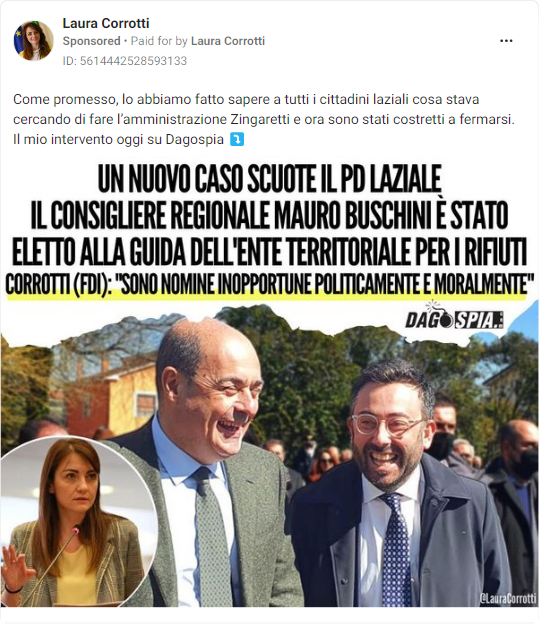 Laura Corrotti
Sponsored • Paid for by Laura Corrotti
ID: 5614442528593133
Come promesso, lo abbiamo fatto sapere a tutti i cittadini laziali cosa stava
cercando di fare l'amministrazione Zingaretti e ora sono stati costretti a fermarsi.
Il mio intervento oggi su Dagospia ⤵️
UN NUOVO CASO SCUOTE IL PD LAZIALE
IL CONSIGLIERE REGIONALE MAURO BUSCHINI È STATO
ELETTO ALLA GUIDA DELL'ENTE TERRITORIALE PER I RIFIUTI
CORROTTI (FDI): "SONO NOMINE INOPPORTUNE POLITICAMENTE E MORALMENTE"
DAGOSPIA
@LauraCorrotti